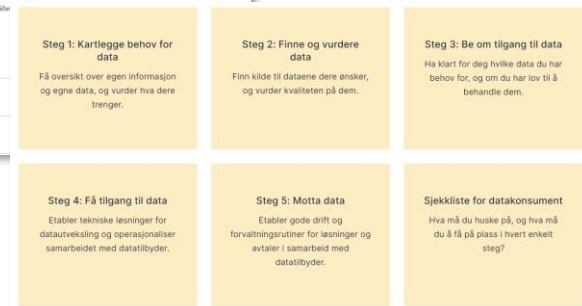 Steg 1: Kartlegge behov for
data
Få oversikt over egen informasjon
og egne data, og vurder hva dere
trenger.
Steg 2: Finne og vurdere
data
Finn kilde til dataene dere ønsker,
og vurder kvaliteten på dem.
Steg 3: Be om tilgang til data
Ha klart for deg hvilke data du har
behov for, og om du har lov til å
behandle dem.
Steg 4: Få tilgang til data
Etabler tekniske løsninger for
datautveksling og operasjonaliser
samarbeidet med datatilbyder.
Steg 5: Motta data
Etabler gode drift og
forvaltningsrutiner for løsninger og
avtaler i samarbeid med
datatilbyder.
Sjekkliste for datakonsument
Hva må du huske på, og hva må
du å få på plass i hvert enkelt
steg?